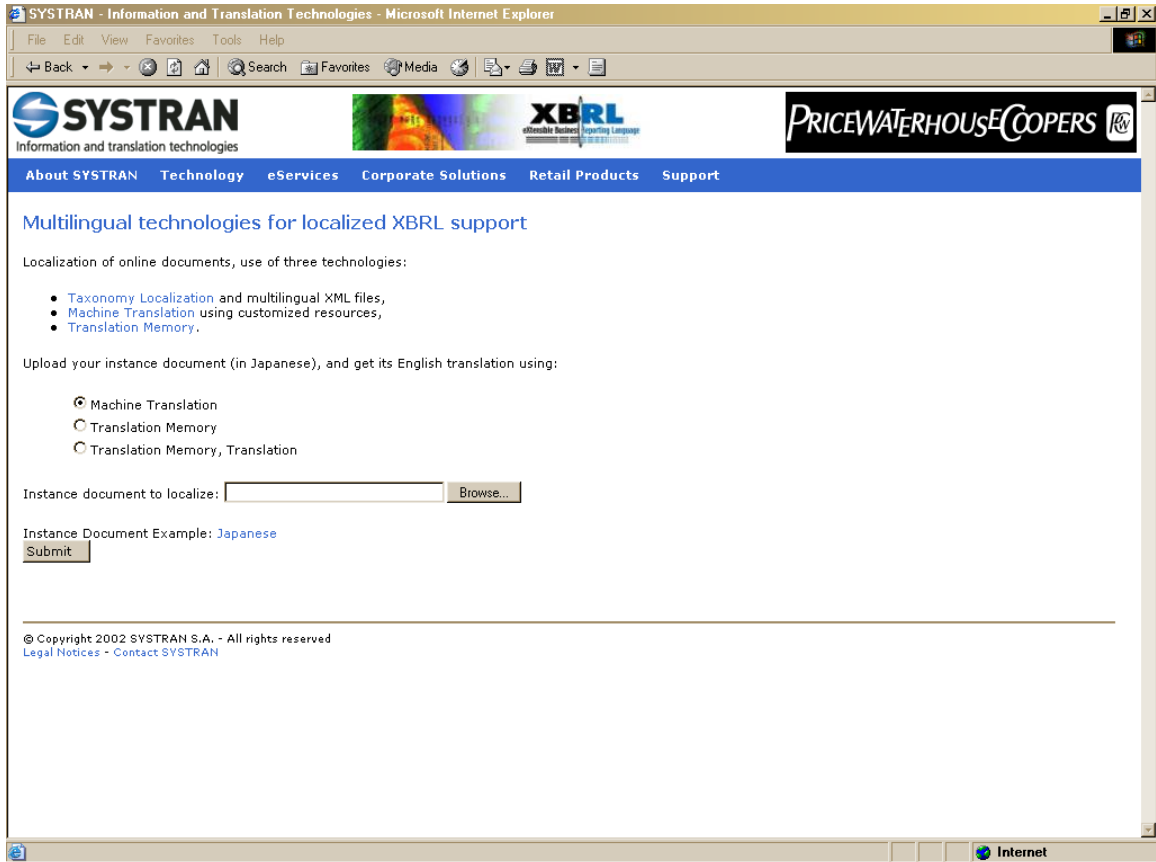 SYSTRAN - Information and Translation Technologies - Microsoft Internet Explorer
File Edit View Favorites Tools Help
Back Search Favorites Media
SYSTRAN
Information and translation technologies
XBRL
eXtensible Business Reporting Language
PRICEWATERHOUSECOOPERS PwC
About SYSTRAN Technology eServices Corporate Solutions Retail Products Support
Multilingual technologies for localized XBRL support
Localization of online documents, use of three technologies:
• Taxonomy Localization and multilingual XML files,
• Machine Translation using customized resources,
• Translation Memory.
Upload your instance document (in Japanese), and get its English translation using:
Machine Translation
Translation Memory
Translation Memory, Translation
Instance document to localize: Browse...
Instance Document Example: Japanese
Submit
© Copyright 2002 SYSTRAN S.A. - All rights reserved
Legal Notices - Contact SYSTRAN
Internet